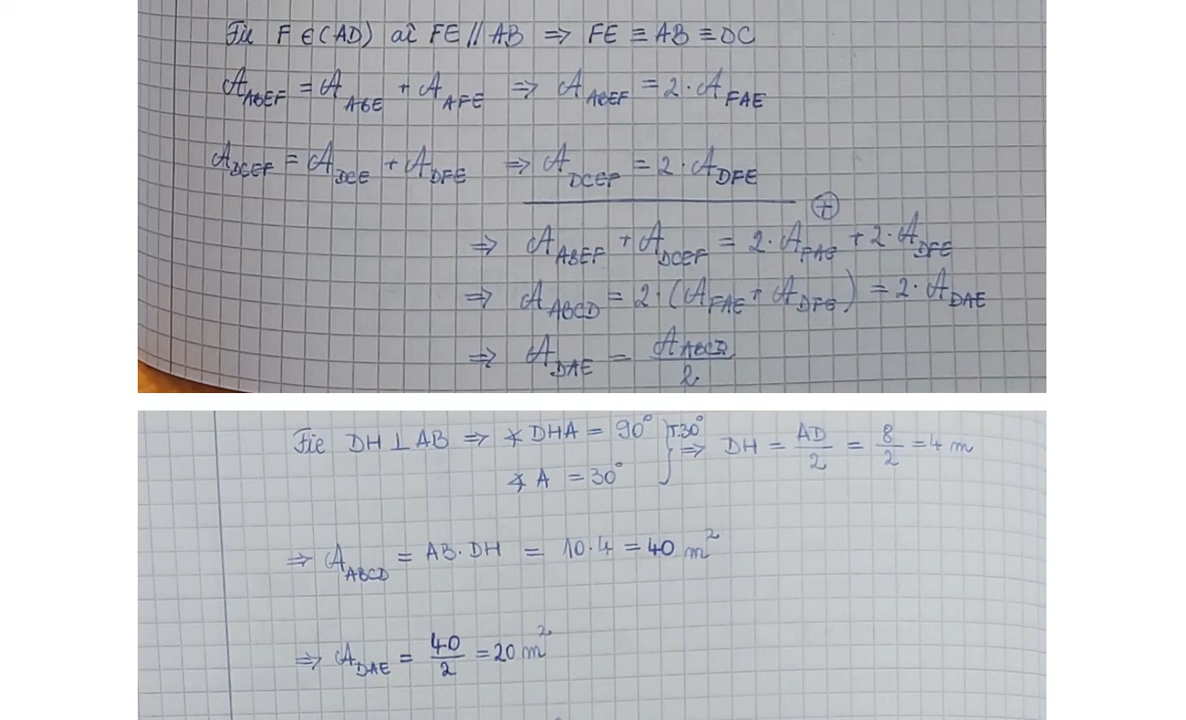 Fie F ∈ (AD) aî FE // AB ⇒ FE ≡ AB ≡ DC
A_ABEF = A_ABE + A_AFE ⇒ A_ABEF = 2·A_FAE
A_DCEF = A_DCE + A_DFE ⇒ A_DCEF = 2·A_DFE
⊕
⇒ A_ABEF + A_DCEF = 2·A_FAE + 2·A_DFE
⇒ A_ABCD = 2·(A_FAE + A_DFE) = 2·A_DAE
⇒ A_DAE = A_ABCD/2
Fie DH ⊥ AB ⇒ ∢DHA = 90° } T.30° ⇒ DH = AD/2 = 8/2 = 4 m
∢A = 30°
⇒ A_ABCD = AB·DH = 10·4 = 40 m²
⇒ A_DAE = 40/2 = 20 m²